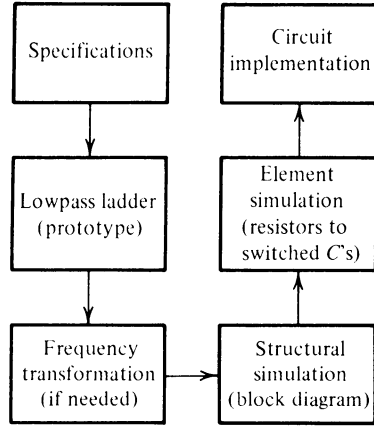 Specifications
Lowpass ladder
(prototype)
Frequency
transformation
(if needed)
Structural
simulation
(block diagram)
Element
simulation
(resistors to
switched C's)
Circuit
implementation